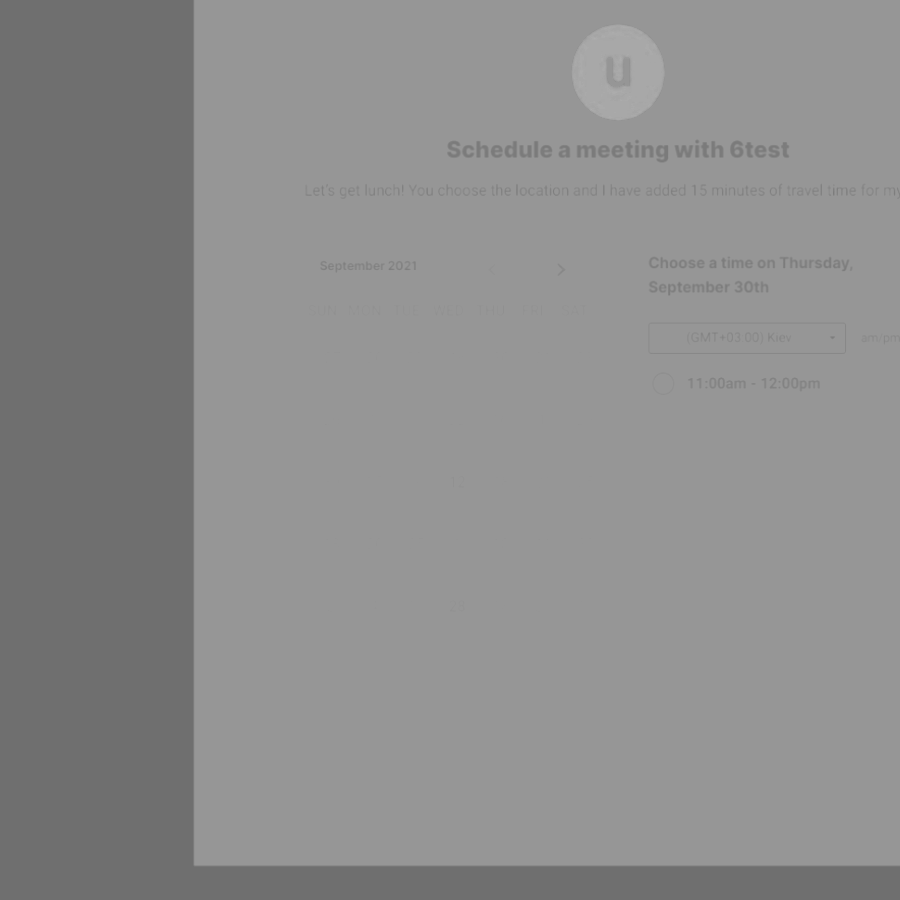 u
Schedule a meeting with 6test
Let's get lunch! You choose the location and I have added 15 minutes of travel time for my
September 2021
SUN MON TUE WED THU FRI SAT
Choose a time on Thursday,
September 30th
(GMT+03:00) Kiev
am/pm
11:00am - 12:00pm